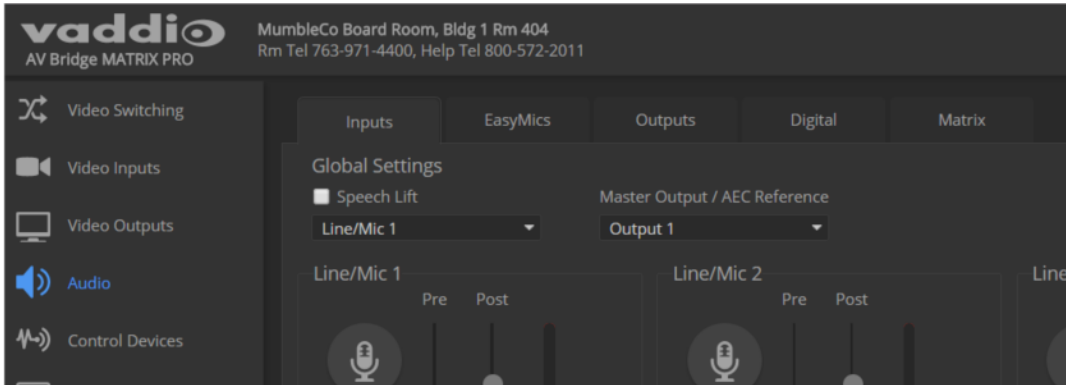 vaddio
AV Bridge MATRIX PRO
MumbleCo Board Room, Bldg 1 Rm 404
Rm Tel 763-971-4400, Help Tel 800-572-2011
Video Switching
Video Inputs
Video Outputs
Audio
Control Devices
Inputs EasyMics Outputs Digital Matrix
Global Settings
Speech Lift Master Output / AEC Reference
Line/Mic 1 Output 1
Line/Mic 1 Line/Mic 2 Line
Pre Post Pre Post